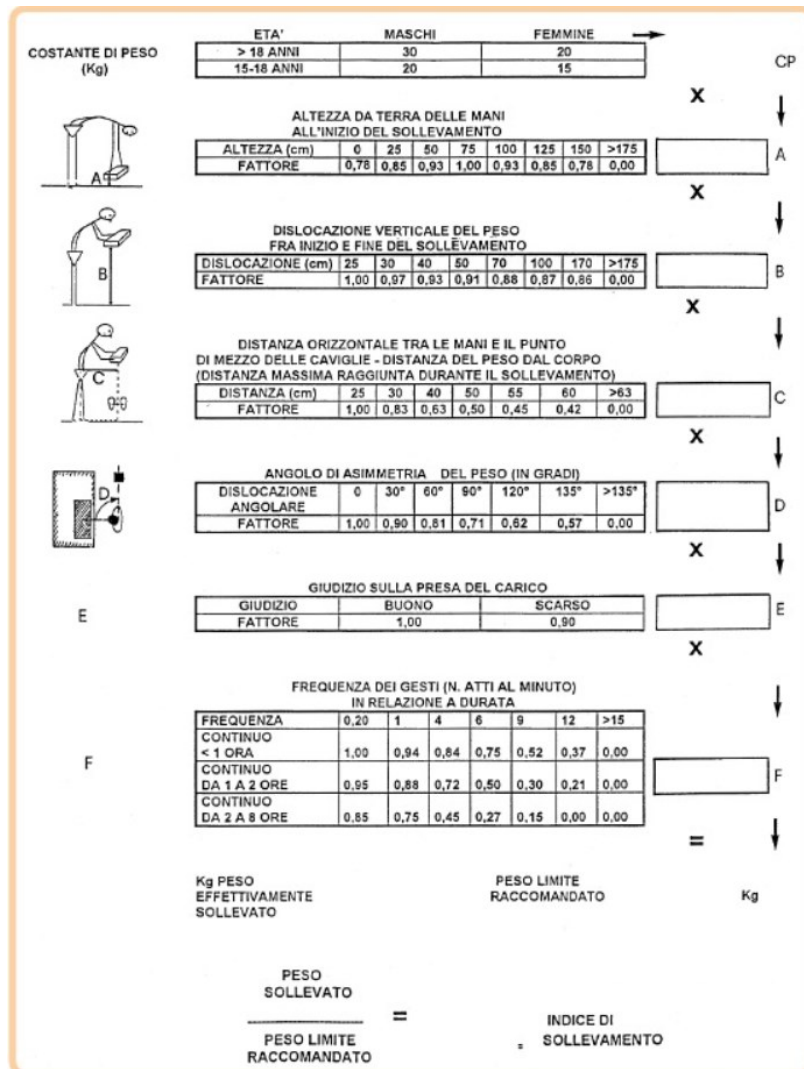 COSTANTE DI PESO
(Kg)
ETA' MASCHI FEMMINE
> 18 ANNI 30 20
15-18 ANNI 20 15
CP
X
ALTEZZA DA TERRA DELLE MANI
ALL'INIZIO DEL SOLLEVAMENTO
ALTEZZA (cm) 0 25 50 75 100 125 150 >175
FATTORE 0,78 0,85 0,93 1,00 0,93 0,85 0,78 0,00
A
A
X
DISLOCAZIONE VERTICALE DEL PESO
FRA INIZIO E FINE DEL SOLLEVAMENTO
DISLOCAZIONE (cm) 25 30 40 50 70 100 170 >175
FATTORE 1,00 0,97 0,93 0,91 0,88 0,87 0,86 0,00
B
B
X
DISTANZA ORIZZONTALE TRA LE MANI E IL PUNTO
DI MEZZO DELLE CAVIGLIE - DISTANZA DEL PESO DAL CORPO
(DISTANZA MASSIMA RAGGIUNTA DURANTE IL SOLLEVAMENTO)
DISTANZA (cm) 25 30 40 50 55 60 >63
FATTORE 1,00 0,83 0,63 0,50 0,45 0,42 0,00
C
C
X
ANGOLO DI ASIMMETRIA DEL PESO (IN GRADI)
DISLOCAZIONE ANGOLARE 0 30° 60° 90° 120° 135° >135°
FATTORE 1,00 0,90 0,81 0,71 0,62 0,57 0,00
D
D
X
GIUDIZIO SULLA PRESA DEL CARICO
GIUDIZIO BUONO SCARSO
FATTORE 1,00 0,90
E
E
X
FREQUENZA DEI GESTI (N. ATTI AL MINUTO)
IN RELAZIONE A DURATA
FREQUENZA 0,20 1 4 6 9 12 >15
CONTINUO
< 1 ORA 1,00 0,94 0,84 0,75 0,52 0,37 0,00
CONTINUO
DA 1 A 2 ORE 0,95 0,88 0,72 0,50 0,30 0,21 0,00
CONTINUO
DA 2 A 8 ORE 0,85 0,75 0,45 0,27 0,15 0,00 0,00
F
F
=
Kg PESO
EFFETTIVAMENTE
SOLLEVATO
PESO LIMITE
RACCOMANDATO
Kg
PESO
SOLLEVATO
=
PESO LIMITE
RACCOMANDATO
INDICE DI
SOLLEVAMENTO